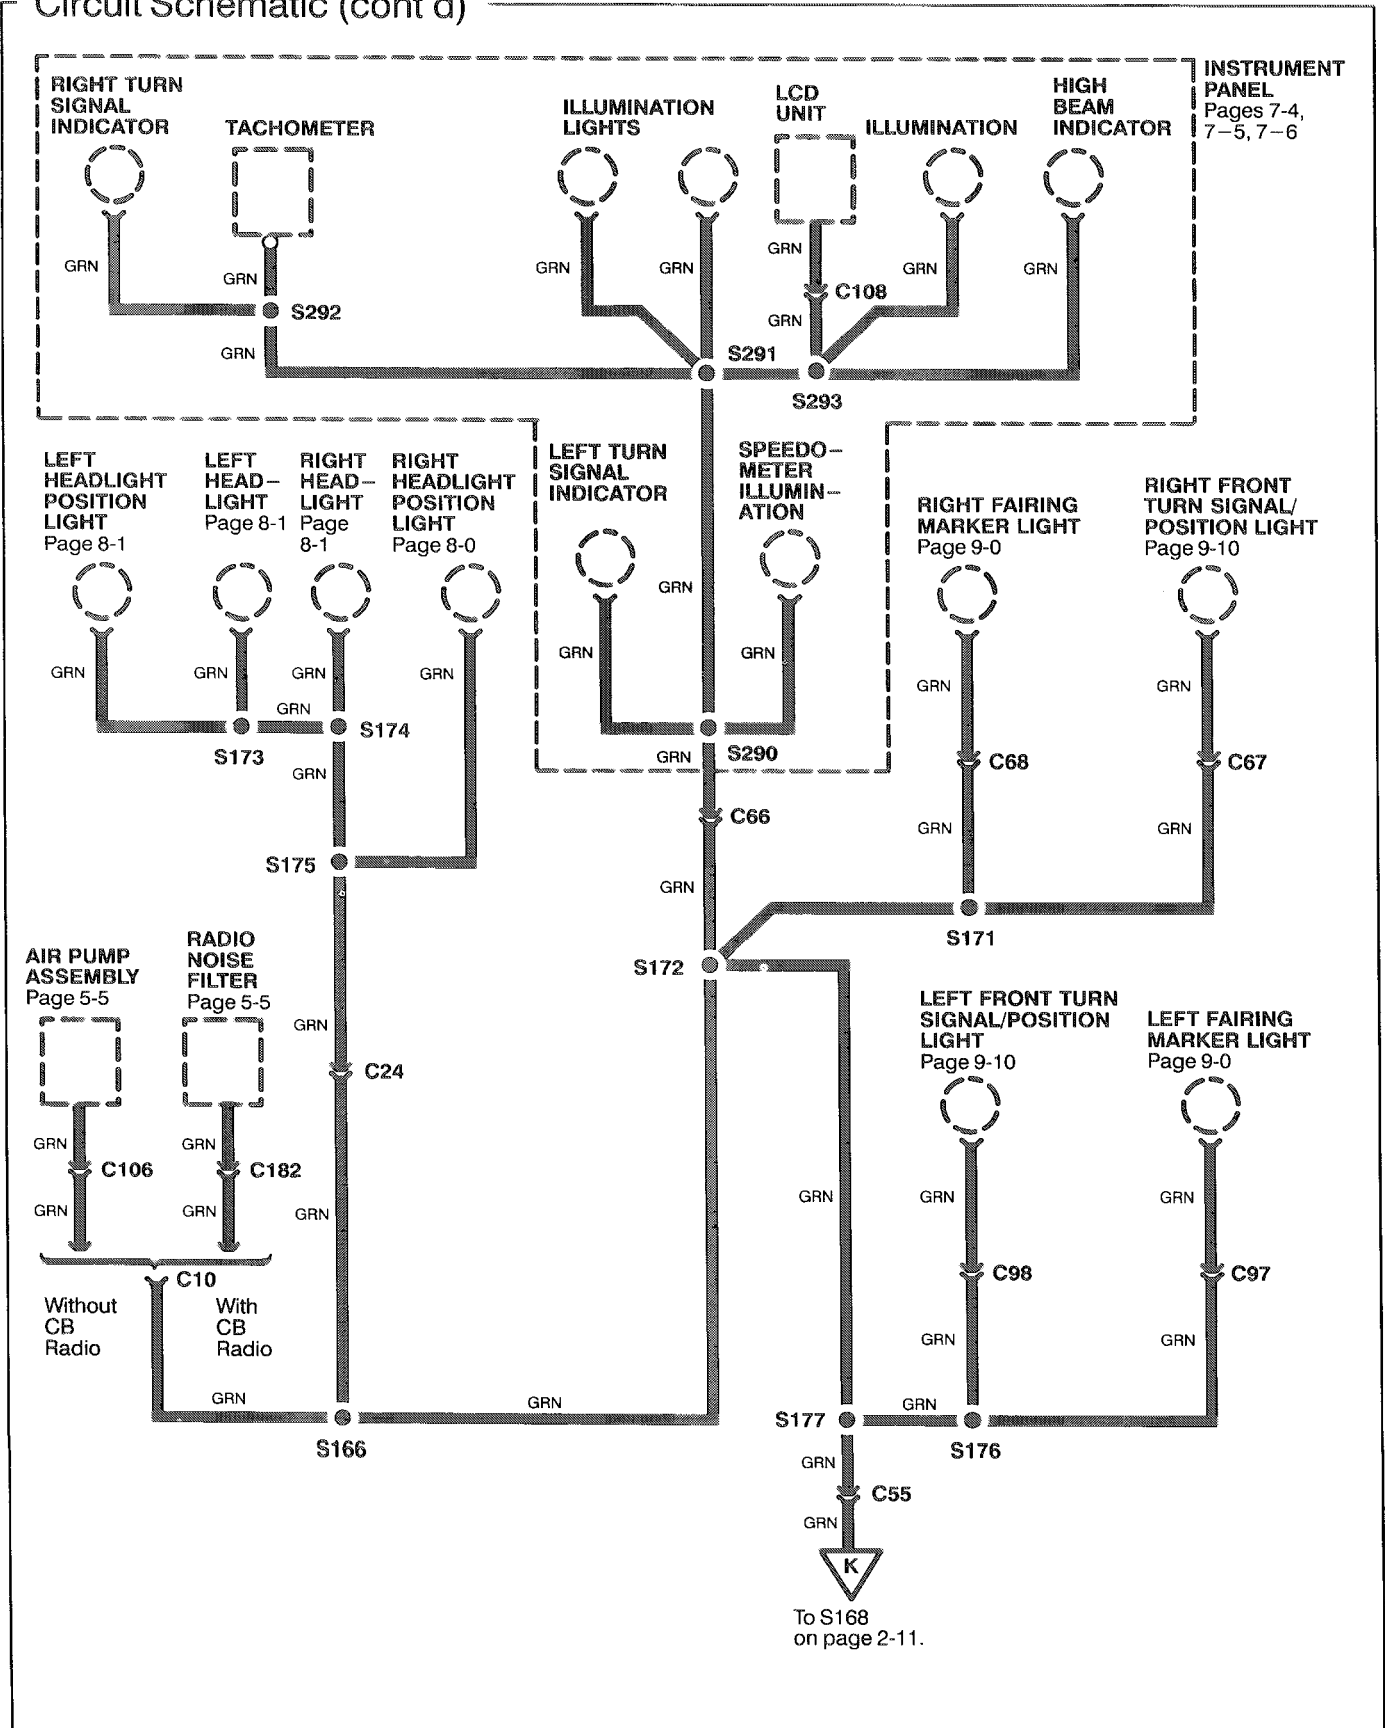 Circuit Schematic (cont'd)
INSTRUMENT
PANEL
Pages 7-4,
7-5, 7-6
RIGHT TURN
SIGNAL
INDICATOR
TACHOMETER
ILLUMINATION
LIGHTS
LCD
UNIT
ILLUMINATION
HIGH
BEAM
INDICATOR
GRN
GRN
GRN
GRN
GRN
GRN
GRN
C108
GRN
S292
GRN
S291
S293
LEFT
HEADLIGHT
POSITION
LIGHT
Page 8-1
LEFT
HEAD-
LIGHT
Page 8-1
RIGHT
HEAD-
LIGHT
Page
8-1
RIGHT
HEADLIGHT
POSITION
LIGHT
Page 8-0
LEFT TURN
SIGNAL
INDICATOR
SPEEDO-
METER
ILLUMIN-
ATION
RIGHT FAIRING
MARKER LIGHT
Page 9-0
RIGHT FRONT
TURN SIGNAL/
POSITION LIGHT
Page 9-10
GRN
GRN
GRN
GRN
GRN
GRN
GRN
GRN
GRN
GRN
S173
S174
S290
GRN
GRN
C66
C68
C67
GRN
GRN
S175
GRN
S171
S172
AIR PUMP
ASSEMBLY
Page 5-5
RADIO
NOISE
FILTER
Page 5-5
GRN
C24
LEFT FRONT TURN
SIGNAL/POSITION
LIGHT
Page 9-10
LEFT FAIRING
MARKER LIGHT
Page 9-0
GRN
C106
GRN
C182
GRN
GRN
GRN
GRN
GRN
GRN
C10
C98
C97
Without
CB
Radio
With
CB
Radio
GRN
GRN
GRN
GRN
GRN
S166
S177
S176
GRN
C55
GRN
K
To S168
on page 2-11.